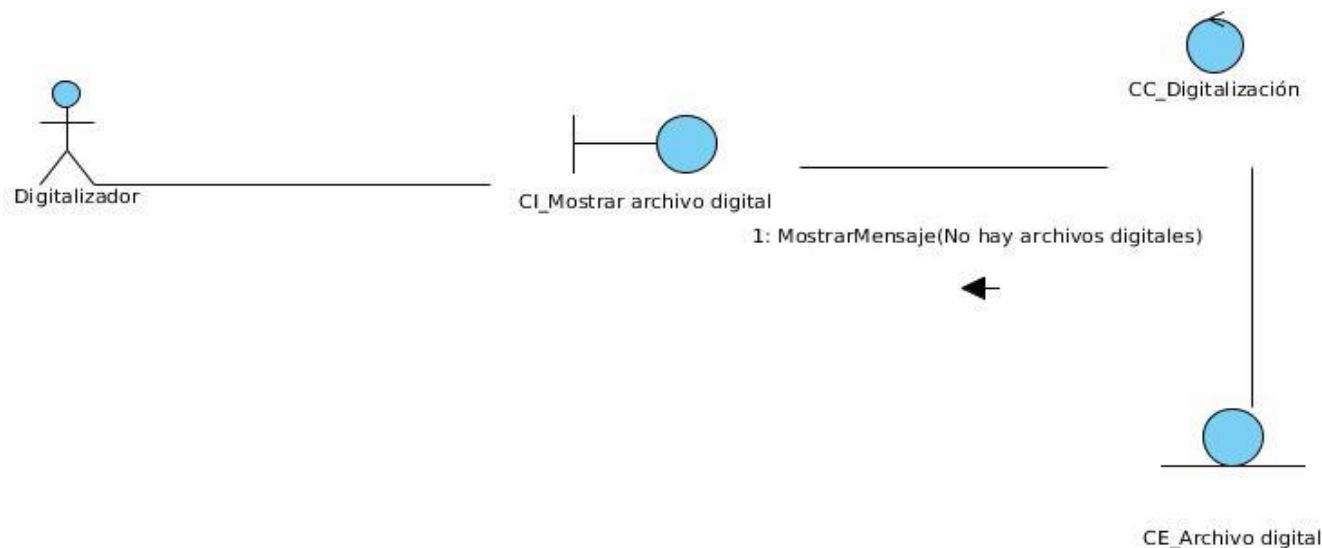 CC_Digitalización
Digitalizador
CI_Mostrar archivo digital
1: MostrarMensaje(No hay archivos digitales)
CE_Archivo digital